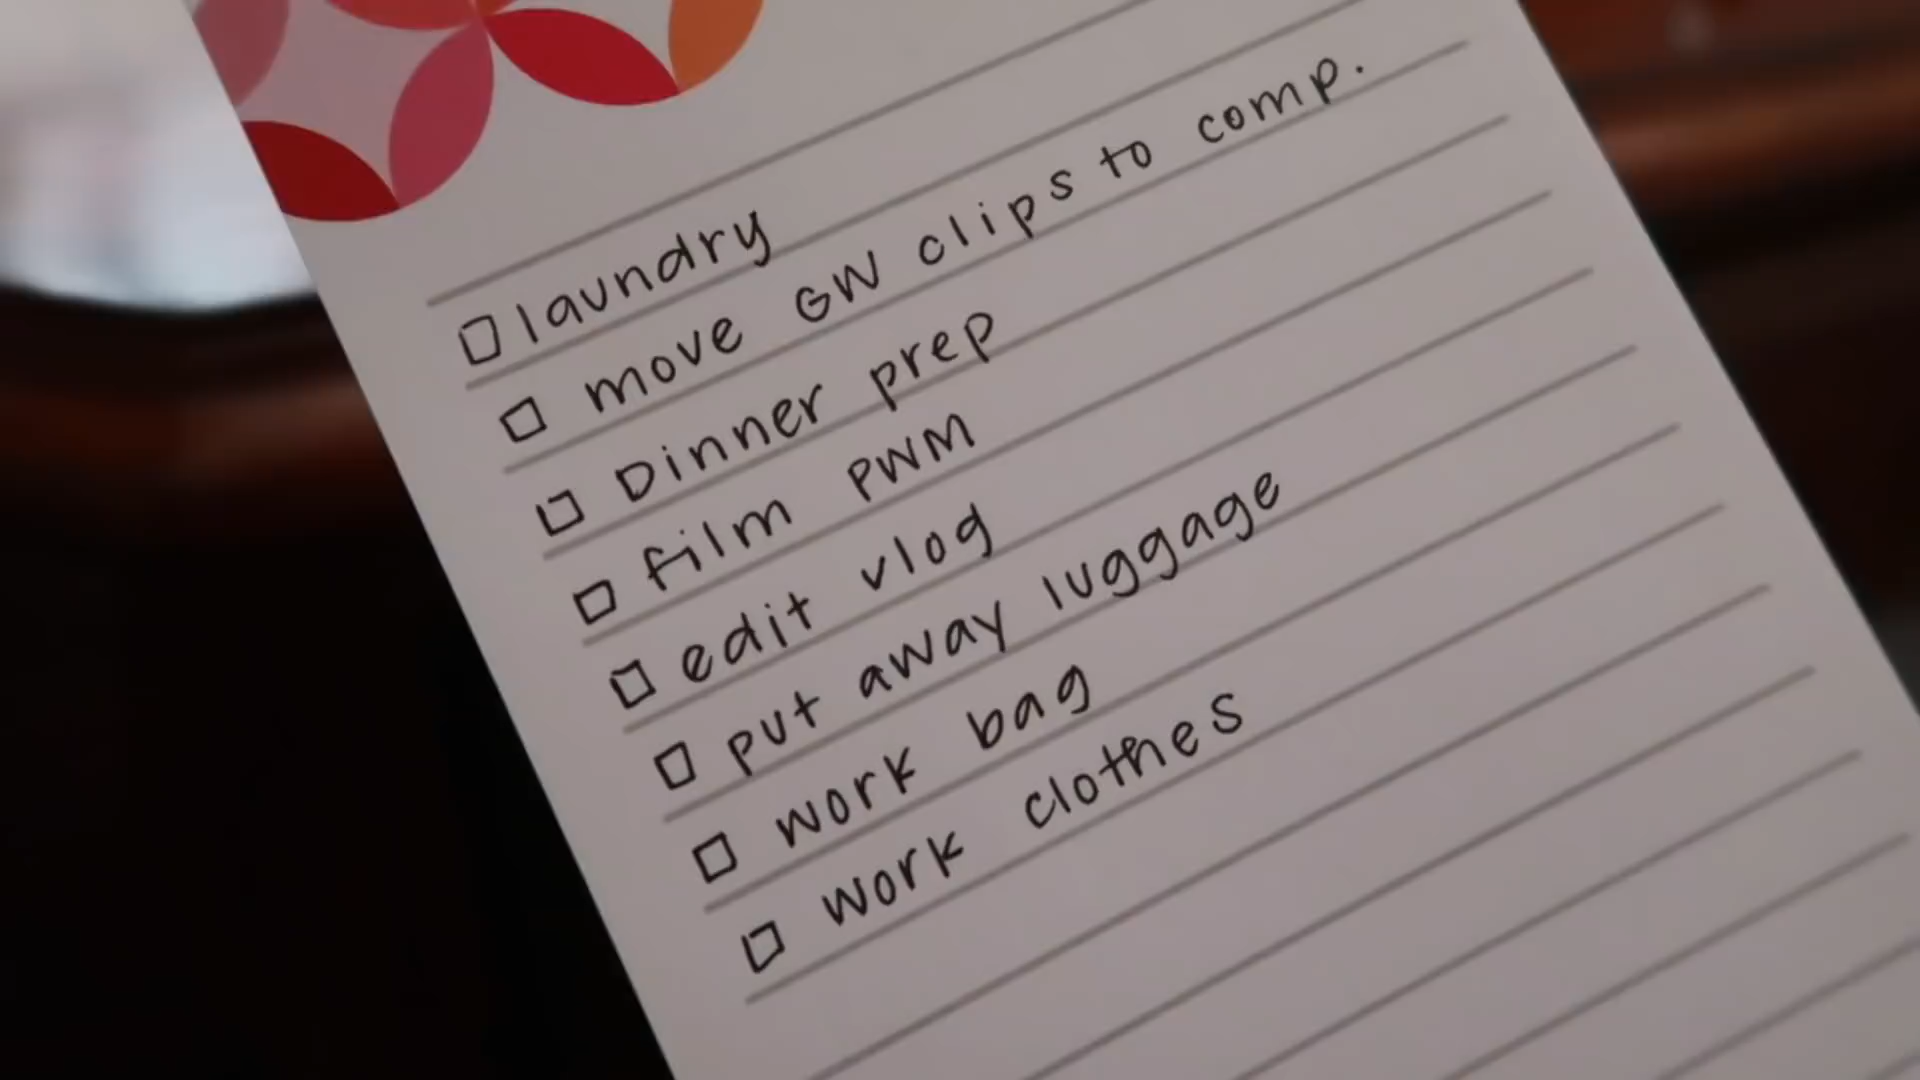 laundry
move GW clips to comp.
Dinner prep
film PWM
edit vlog
put away luggage
work bag
work clothes